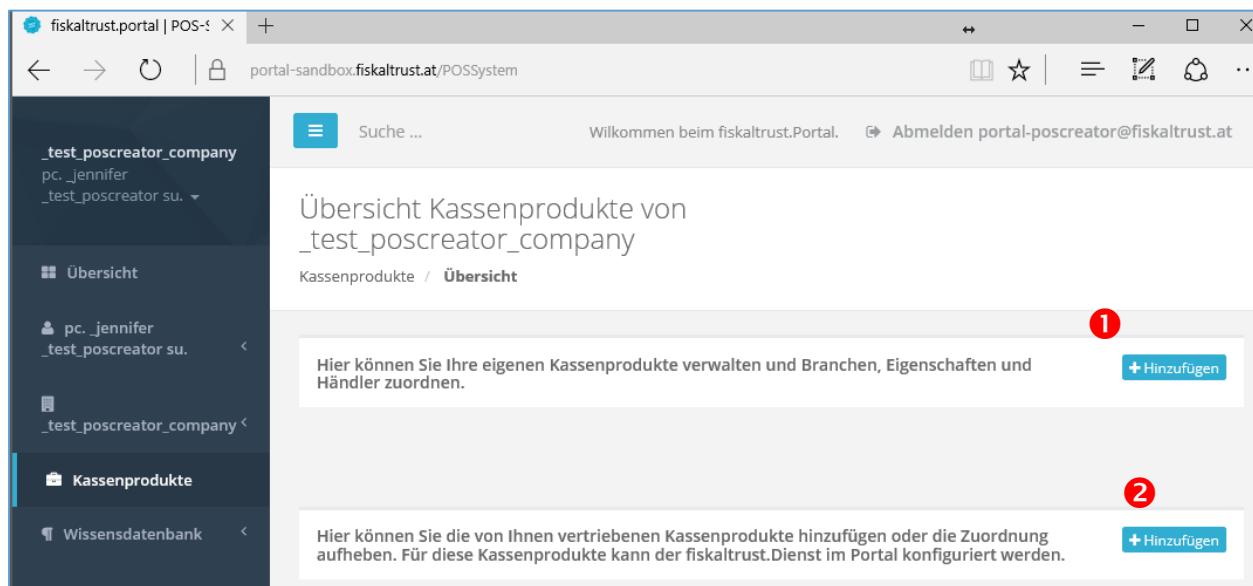 fiskaltrust.portal | POS-S
portal-sandbox.fiskaltrust.at/POSSystem
_test_poscreator_company
pc. _jennifer
_test_poscreator su.
Übersicht
pc. _jennifer
_test_poscreator su.
_test_poscreator_company
Kassenprodukte
Wissensdatenbank
Suche ...
Wilkommen beim fiskaltrust.Portal.
Abmelden portal-poscreator@fiskaltrust.at
Übersicht Kassenprodukte von
_test_poscreator_company
Kassenprodukte / Übersicht
1
Hier können Sie Ihre eigenen Kassenprodukte verwalten und Branchen, Eigenschaften und
Händler zuordnen.
+ Hinzufügen
2
Hier können Sie die von Ihnen vertriebenen Kassenprodukte hinzufügen oder die Zuordnung
aufheben. Für diese Kassenprodukte kann der fiskaltrust.Dienst im Portal konfiguriert werden.
+ Hinzufügen